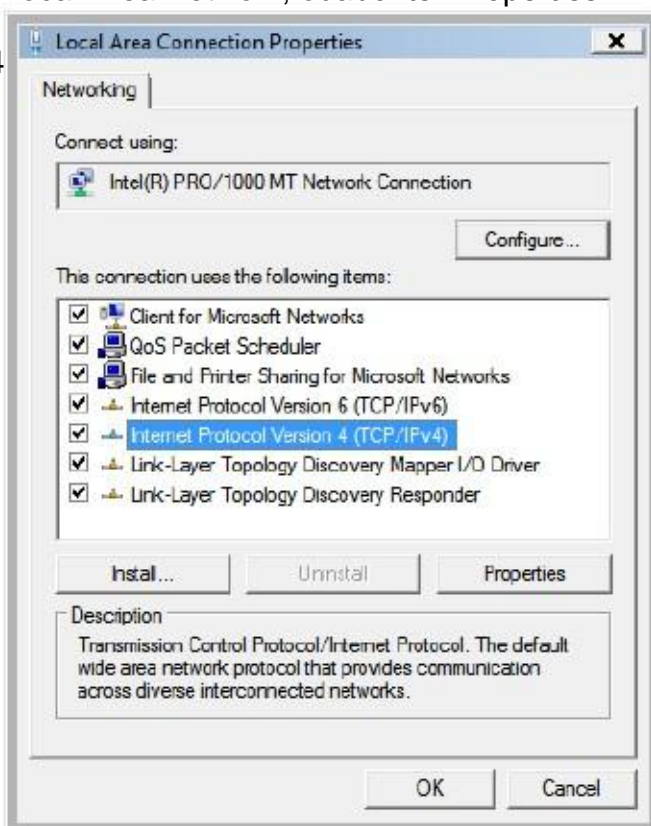 Local Area Connection Properties
Networking
Connect using:
Intel(R) PRO/1000 MT Network Connection
Configure...
This connection uses the following items:
Client for Microsoft Networks
QoS Packet Scheduler
File and Printer Sharing for Microsoft Networks
Internet Protocol Version 6 (TCP/IPv6)
Internet Protocol Version 4 (TCP/IPv4)
Link-Layer Topology Discovery Mapper I/O Driver
Link-Layer Topology Discovery Responder
Install...
Uninstall
Properties
Description
Transmission Control Protocol/Internet Protocol. The default
wide area network protocol that provides communication
across diverse interconnected networks.
OK
Cancel